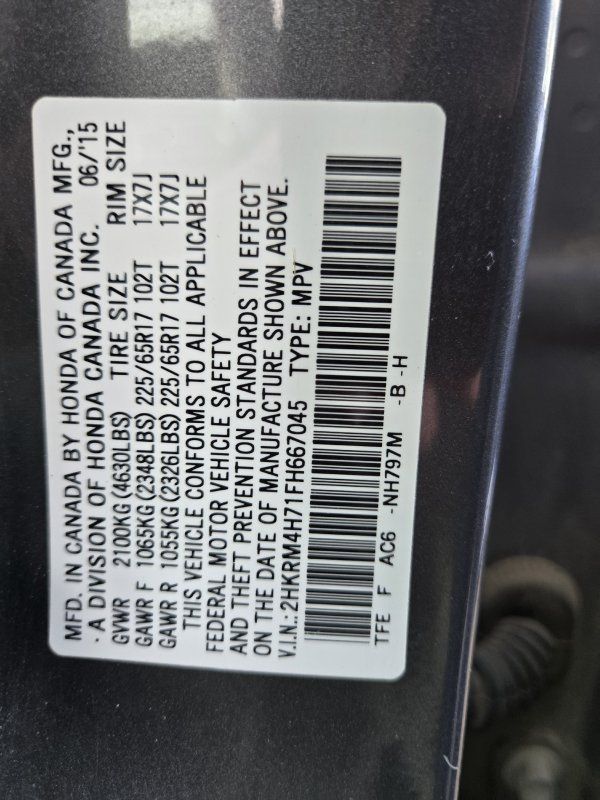 MFD. IN CANADA BY HONDA OF CANADA MFG.,
·A DIVISION OF HONDA CANADA INC. 06/'15
GVWR 2100KG(4630LBS) TIRE SIZE RIM SIZE
GAWR F 1065KG(2348LBS) 225/65R17 102T 17X7J
GAWR R 1055KG(2326LBS) 225/65R17 102T 17X7J
THIS VEHICLE CONFORMS TO ALL APPLICABLE
FEDERAL MOTOR VEHICLE SAFETY
AND THEFT PREVENTION STANDARDS IN EFFECT
ON THE DATE OF MANUFACTURE SHOWN ABOVE.
V.I.N.:2HKRM4H71FH667045 TYPE: MPV
TFE F AC6 -NH797M -B -H